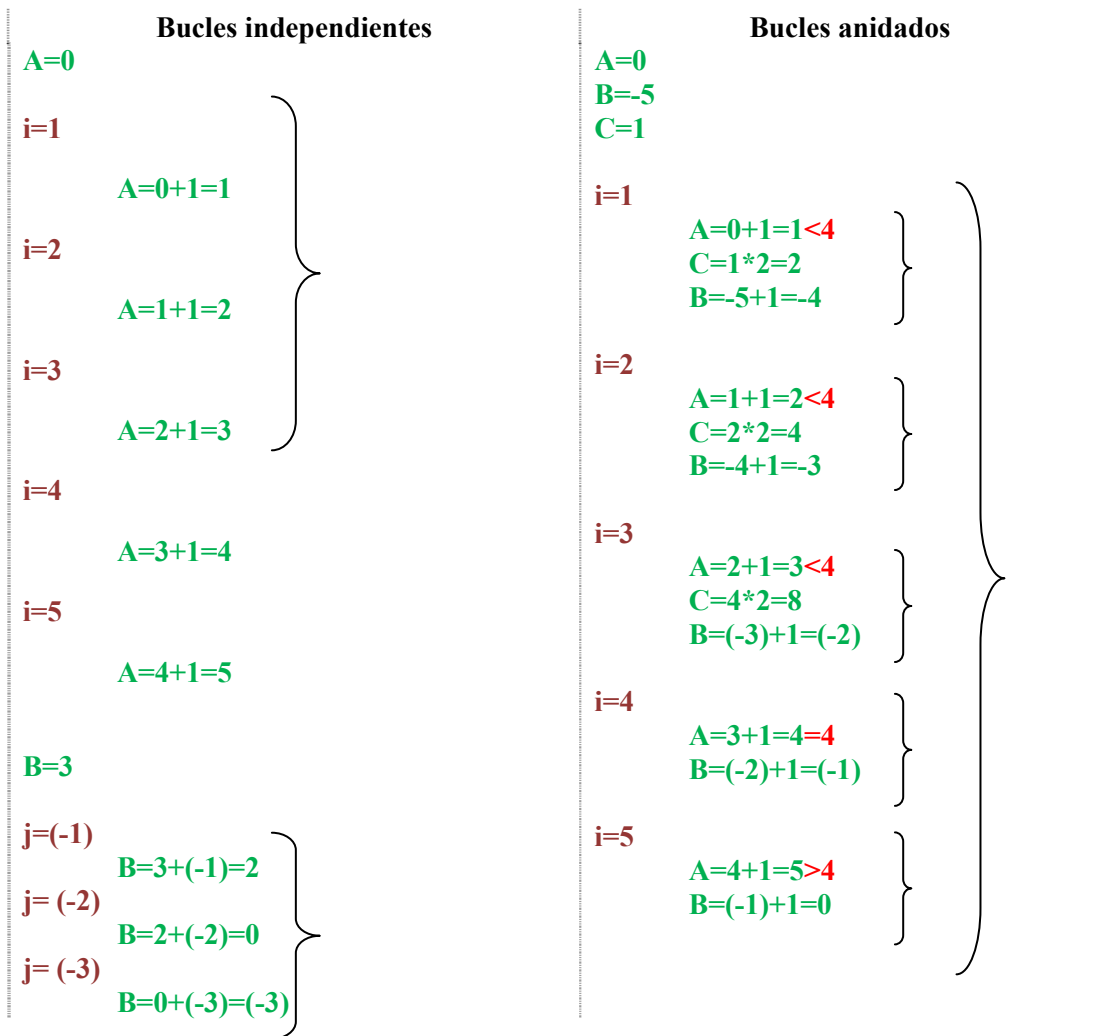 Bucles independientes
A=0
i=1
A=0+1=1
i=2
A=1+1=2
i=3
A=2+1=3
i=4
A=3+1=4
i=5
A=4+1=5
B=3
j=(-1)
B=3+(-1)=2
j= (-2)
B=2+(-2)=0
j= (-3)
B=0+(-3)=(-3)
Bucles anidados
A=0
B=-5
C=1
i=1
A=0+1=1<4
C=1*2=2
B=-5+1=-4
i=2
A=1+1=2<4
C=2*2=4
B=-4+1=-3
i=3
A=2+1=3<4
C=4*2=8
B=(-3)+1=(-2)
i=4
A=3+1=4=4
B=(-2)+1=(-1)
i=5
A=4+1=5>4
B=(-1)+1=0